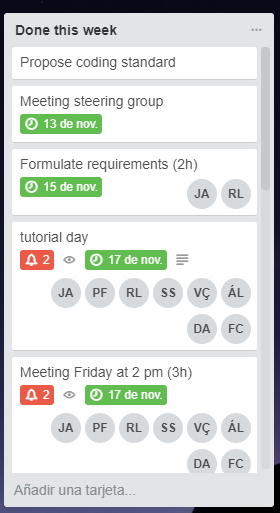 Done this week ...
Propose coding standard
Meeting steering group
13 de nov.
Formulate requirements (2h)
15 de nov.
JA RL
tutorial day
2 17 de nov.
JA PF RL SS VÇ ÁL
DA FC
Meeting Friday at 2 pm (3h)
2 17 de nov.
JA PF RL SS VÇ ÁL
DA FC
Añadir una tarjeta...